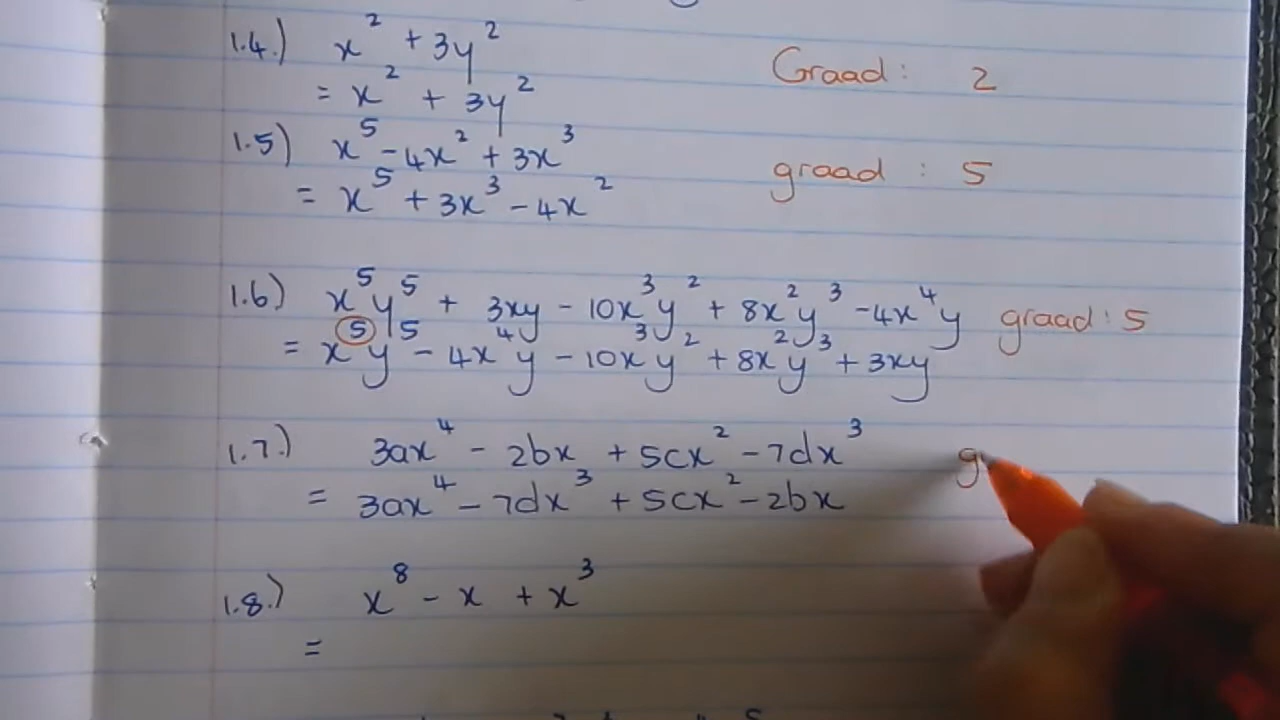 1.4.) x² + 3y² Graad: 2
= x² + 3y²
1.5) x⁵ - 4x² + 3x³ graad: 5
= x⁵ + 3x³ - 4x²
1.6) x⁵y⁵ + 3xy - 10x³y² + 8x²y³ - 4x⁴y graad: 5
= x⁵y⁵ - 4x⁴y - 10x³y² + 8x²y³ + 3xy
1.7.) 3ax⁴ - 2bx + 5cx² - 7dx³ g
= 3ax⁴ - 7dx³ + 5cx² - 2bx
1.8.) x⁸ - x + x³
=